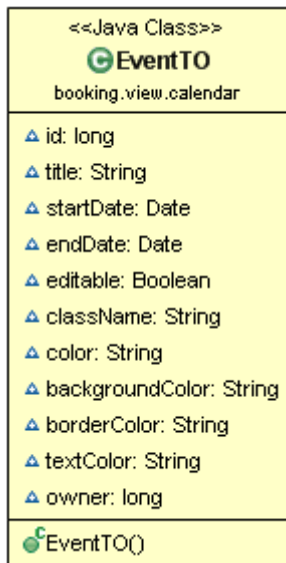 <<Java Class>>
EventTO
booking.view.calendar
id: long
title: String
startDate: Date
endDate: Date
editable: Boolean
className: String
color: String
backgroundColor: String
borderColor: String
textColor: String
owner: long
EventTO()